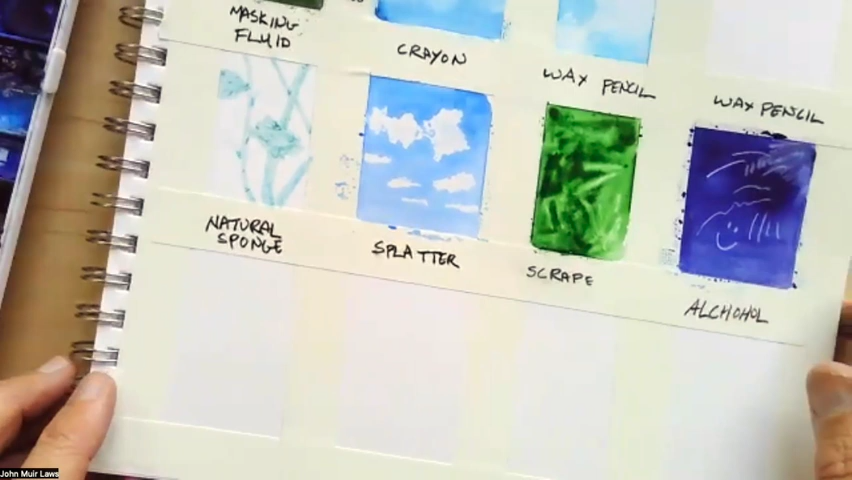 MASKING
FLUID
CRAYON
WAX PENCIL
WAX PENCIL
NATURAL
SPONGE
SPLATTER
SCRAPE
ALCHOHOL
John Muir Laws